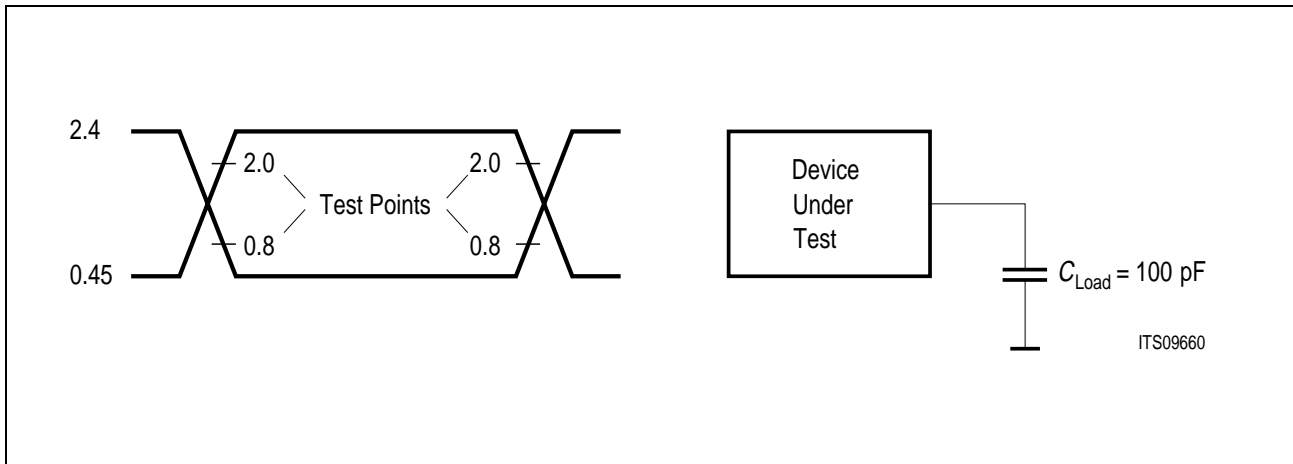 2.4
2.0
2.0
Test Points
0.8
0.8
0.45
Device
Under
Test
C Load = 100 pF
ITS09660